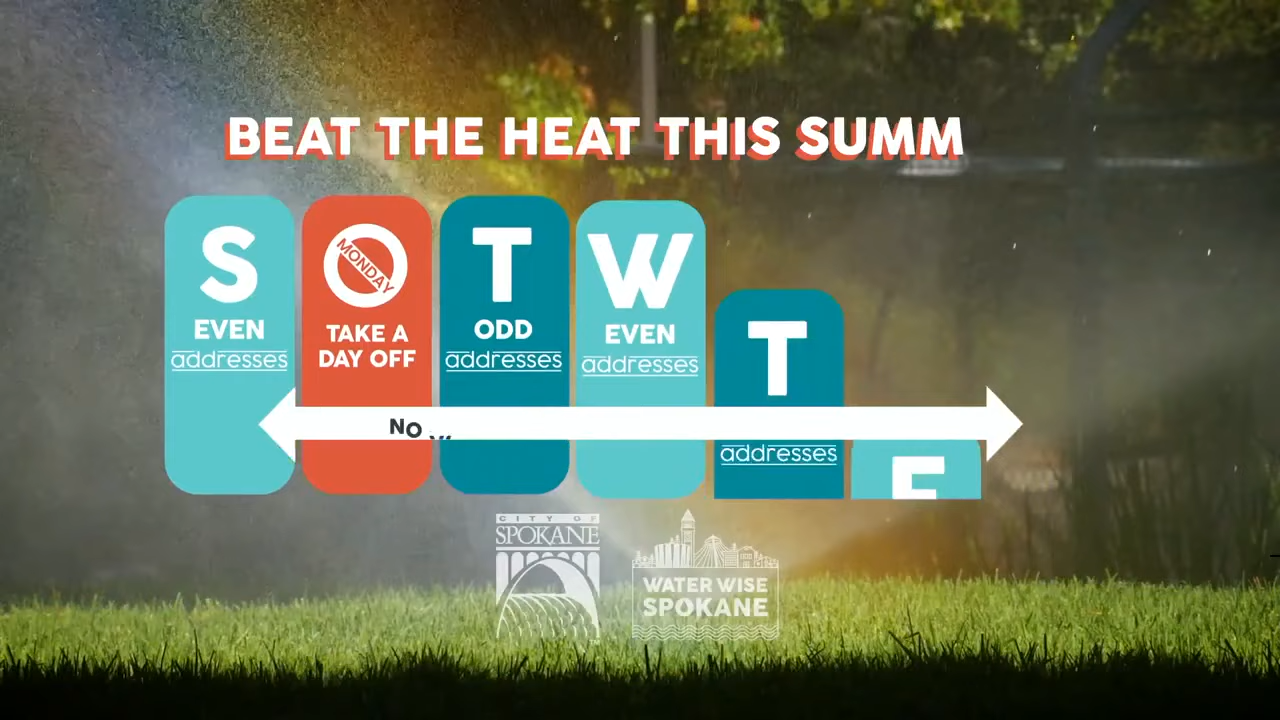 BEAT THE HEAT THIS SUMM
S
EVEN
addresses
MONDAY
TAKE A
DAY OFF
T
ODD
addresses
W
EVEN
addresses
T
addresses
NO
CITY OF
SPOKANE
WATER WISE
SPOKANE